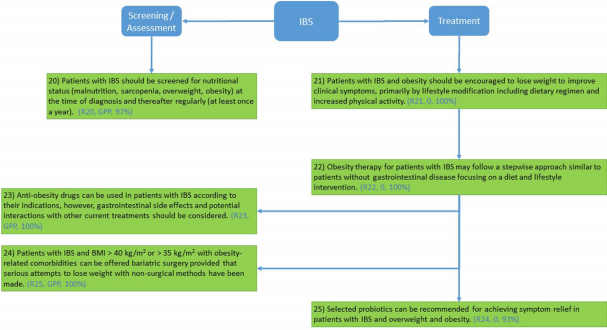 Screening /
Assessment
IBS
Treatment
20) Patients with IBS should be screened for nutritional
status (malnutrition, sarcopenia, overweight, obesity) at
the time of diagnosis and thereafter regularly (at least once
a year). (R20, GPP, 97%)
21) Patients with IBS and obesity should be encouraged to lose weight to improve
clinical symptoms, primarily by lifestyle modification including dietary regimen and
increased physical activity. (R21, 0, 100%)
22) Obesity therapy for patients with IBS may follow a stepwise approach similar to
patients without gastrointestinal disease focusing on a diet and lifestyle
intervention. (R22, 0, 100%)
23) Anti-obesity drugs can be used in patients with IBS according to
their indications, however, gastrointestinal side effects and potential
interactions with other current treatments should be considered. (R23,
GPP, 100%)
24) Patients with IBS and BMI > 40 kg/m² or > 35 kg/m² with obesity-
related comorbidities can be offered bariatric surgery provided that
serious attempts to lose weight with non-surgical methods have been
made. (R25, GPP, 100%)
25) Selected probiotics can be recommended for achieving symptom relief in
patients with IBS and overweight and obesity. (R24, 0, 93%)